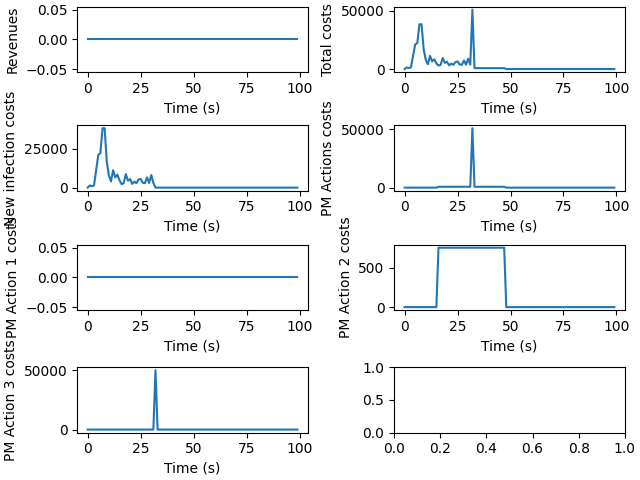 Revenues
0.05
0.00
−0.05
0 25 50 75 100
Time (s)
Total costs
50000
0
0 25 50 75 100
Time (s)
New infection costs
25000
0
0 25 50 75 100
Time (s)
PM Actions costs
50000
0
0 25 50 75 100
Time (s)
PM Action 1 costs
0.05
0.00
−0.05
0 25 50 75 100
Time (s)
PM Action 2 costs
500
0
0 25 50 75 100
Time (s)
PM Action 3 costs
50000
0
0 25 50 75 100
Time (s)
1.0
0.5
0.0
0.0 0.2 0.4 0.6 0.8 1.0